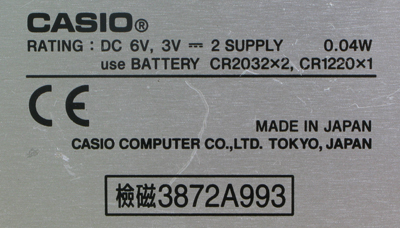 CASIO®
RATING : DC 6V, 3V ⎓ 2 SUPPLY 0.04W
use BATTERY CR2032×2, CR1220×1
CE
MADE IN JAPAN
CASIO COMPUTER CO.,LTD. TOKYO, JAPAN
檢磁3872A993